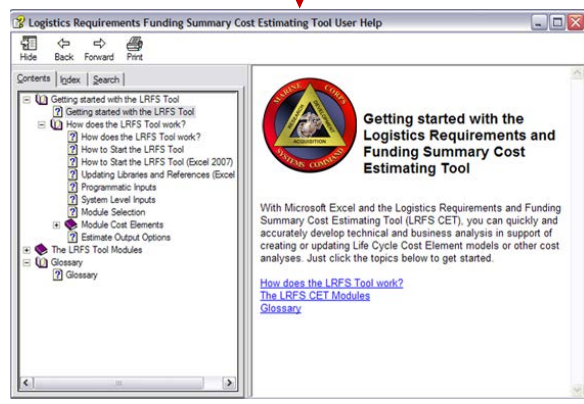 Logistics Requirements Funding Summary Cost Estimating Tool User Help
Hide Back Forward Print
Contents Index Search
Getting started with the LRFS Tool
Getting started with the LRFS Tool
How does the LRFS Tool work?
How does the LRFS Tool work?
How to Start the LRFS Tool
How to Start the LRFS Tool (Excel 2007)
Updating Libraries and References (Excel
Programmatic Inputs
System Level Inputs
Module Selection
Module Cost Elements
Estimate Output Options
The LRFS Tool Modules
Glossary
Glossary
MARINE CORPS
RESEARCH
DEVELOPMENT
ACQUISITION
SYSTEMS COMMAND
Getting started with the
Logistics Requirements and
Funding Summary Cost
Estimating Tool
With Microsoft Excel and the Logistics Requirements and Funding
Summary Cost Estimating Tool (LRFS CET), you can quickly and
accurately develop technical and business analysis in support of
creating or updating Life Cycle Cost Element models or other cost
analyses. Just click the topics below to get started.
How does the LRFS Tool work?
The LRFS CET Modules
Glossary